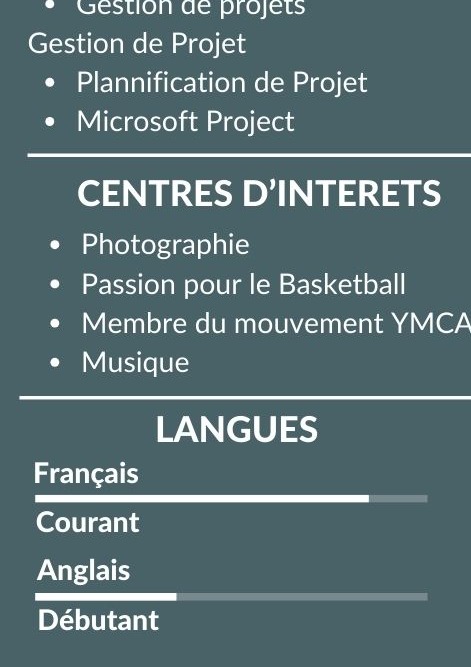 Gestion de projets
Gestion de Projet
• Plannification de Projet
• Microsoft Project
CENTRES D'INTERETS
• Photographie
• Passion pour le Basketball
• Membre du mouvement YMCA
• Musique
LANGUES
Français
Courant
Anglais
Débutant